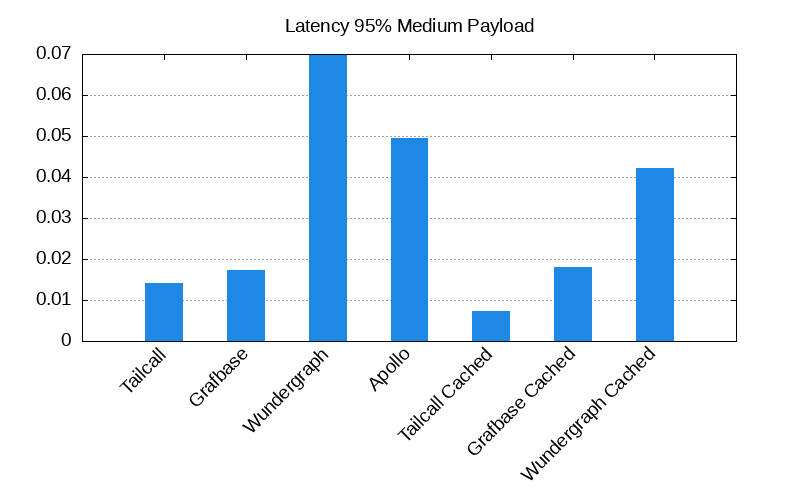 Latency 95% Medium Payload
0.07
0.06
0.05
0.04
0.03
0.02
0.01
0
Tailcall
Grafbase
Wundergraph
Apollo
Tailcall Cached
Grafbase Cached
Wundergraph Cached